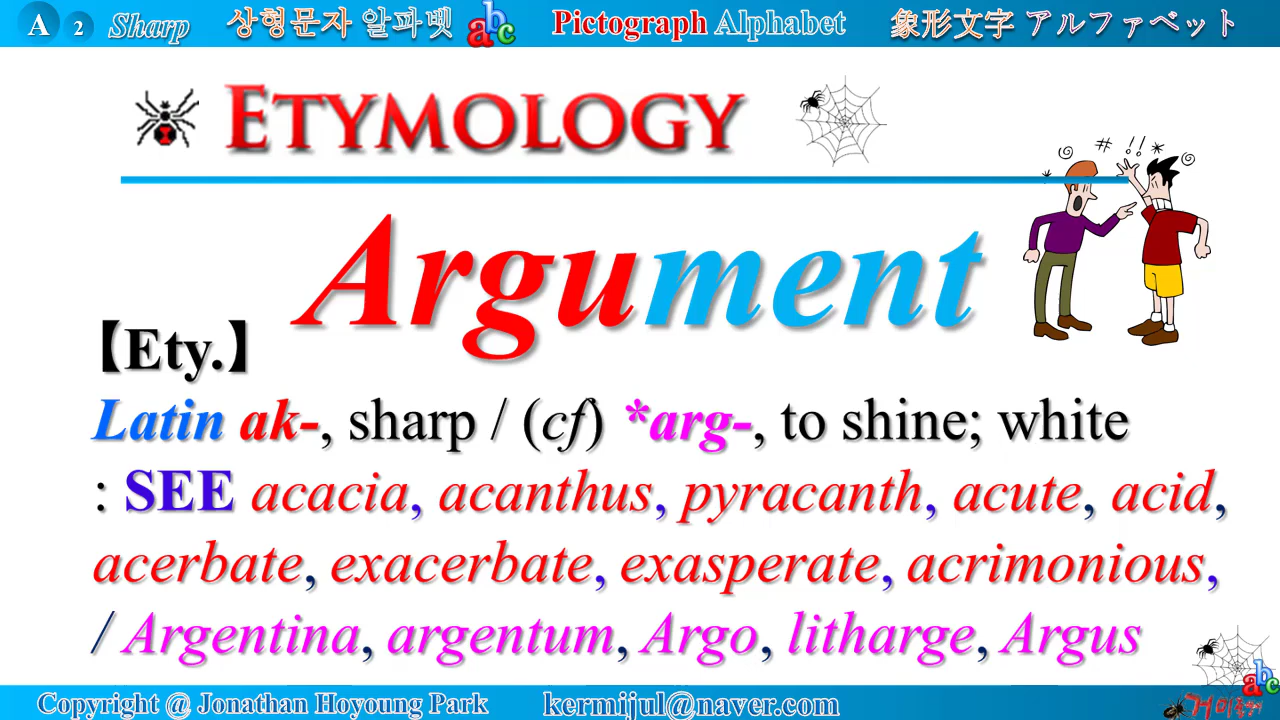 A 2 Sharp 상형문자 알파벳 abc Pictograph Alphabet 象形文字 アルファベット
ETYMOLOGY
# !! *
Argument
【Ety.】
Latin ak-, sharp / (cf) *arg-, to shine; white
: SEE acacia, acanthus, pyracanth, acute, acid,
acerbate, exacerbate, exasperate, acrimonious,
/ Argentina, argentum, Argo, litharge, Argus
abc
Copyright @ Jonathan Hoyoung Park kermijul@naver.com